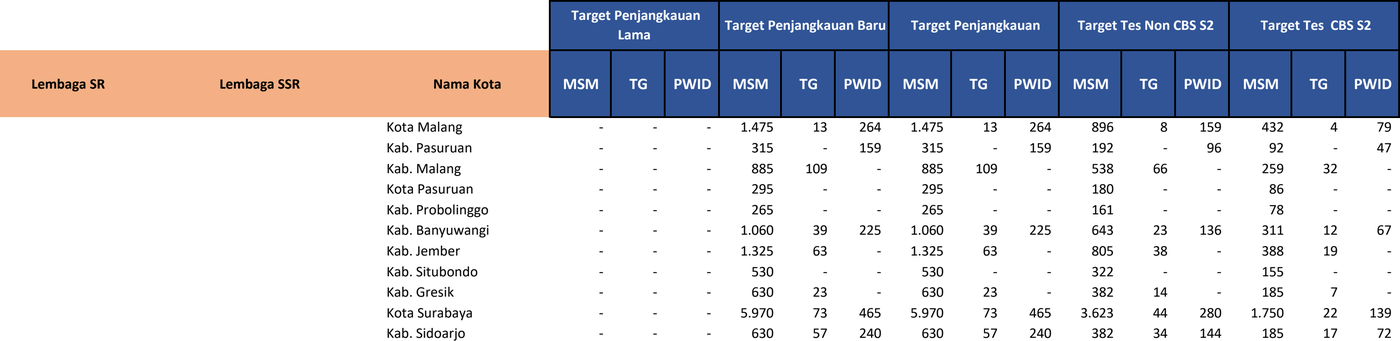 Target Penjangkauan Lama Target Penjangkauan Baru Target Penjangkauan Target Tes Non CBS S2 Target Tes CBS S2
Lembaga SR Lembaga SSR Nama Kota MSM TG PWID MSM TG PWID MSM TG PWID MSM TG PWID MSM TG PWID
Kota Malang - - - 1.475 13 264 1.475 13 264 896 8 159 432 4 79
Kab. Pasuruan - - - 315 - 159 315 - 159 192 - 96 92 - 47
Kab. Malang - - - 885 109 - 885 109 - 538 66 - 259 32 -
Kota Pasuruan - - - 295 - - 295 - - 180 - - 86 - -
Kab. Probolinggo - - - 265 - - 265 - - 161 - - 78 - -
Kab. Banyuwangi - - - 1.060 39 225 1.060 39 225 643 23 136 311 12 67
Kab. Jember - - - 1.325 63 - 1.325 63 - 805 38 - 388 19 -
Kab. Situbondo - - - 530 - - 530 - - 322 - - 155 - -
Kab. Gresik - - - 630 23 - 630 23 - 382 14 - 185 7 -
Kota Surabaya - - - 5.970 73 465 5.970 73 465 3.623 44 280 1.750 22 139
Kab. Sidoarjo - - - 630 57 240 630 57 240 382 34 144 185 17 72